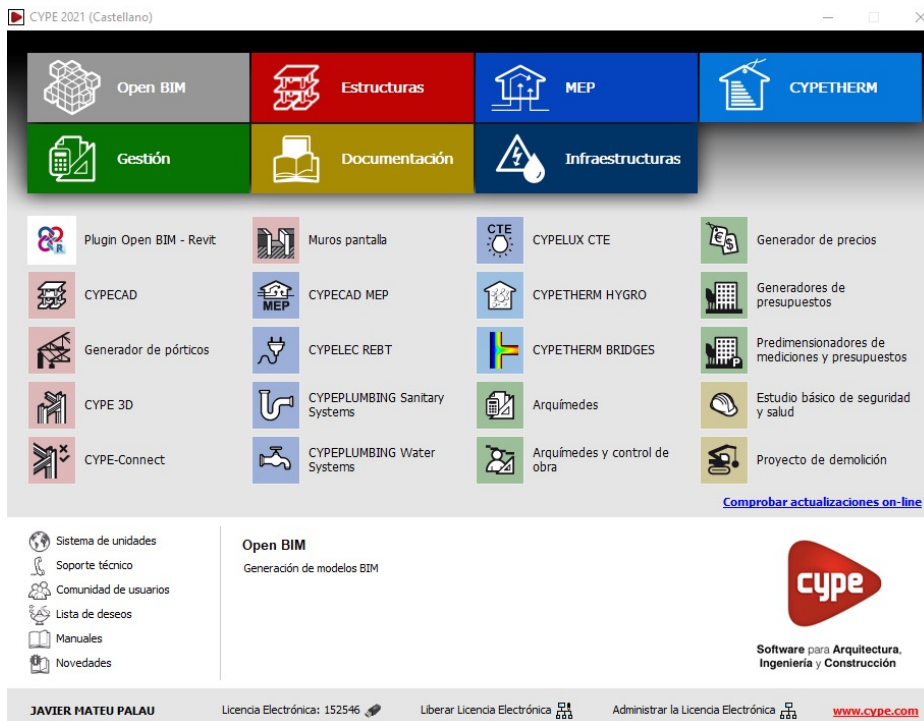 CYPE 2021 (Castellano)
Open BIM
Estructuras
MEP
CYPETHERM
Gestión
Documentación
Infraestructuras
Plugin Open BIM - Revit
Muros pantalla
CTE
CYPELUX CTE
Generador de precios
CYPECAD
MEP
CYPECAD MEP
CYPETHERM HYGRO
Generadores de
presupuestos
Generador de pórticos
CYPELEC REBT
CYPETHERM BRIDGES
Predimensionadores de
mediciones y presupuestos
CYPE 3D
CYPEPLUMBING Sanitary
Systems
Arquímedes
Estudio básico de seguridad
y salud
CYPE-Connect
CYPEPLUMBING Water
Systems
Arquímedes y control de
obra
Proyecto de demolición
Comprobar actualizaciones on-line
Sistema de unidades
Soporte técnico
Comunidad de usuarios
Lista de deseos
Manuales
Novedades
Open BIM
Generación de modelos BIM
cype
Software para Arquitectura,
Ingeniería y Construcción
JAVIER MATEU PALAU
Licencia Electrónica: 152546
Liberar Licencia Electrónica
Administrar la Licencia Electrónica
www.cype.com